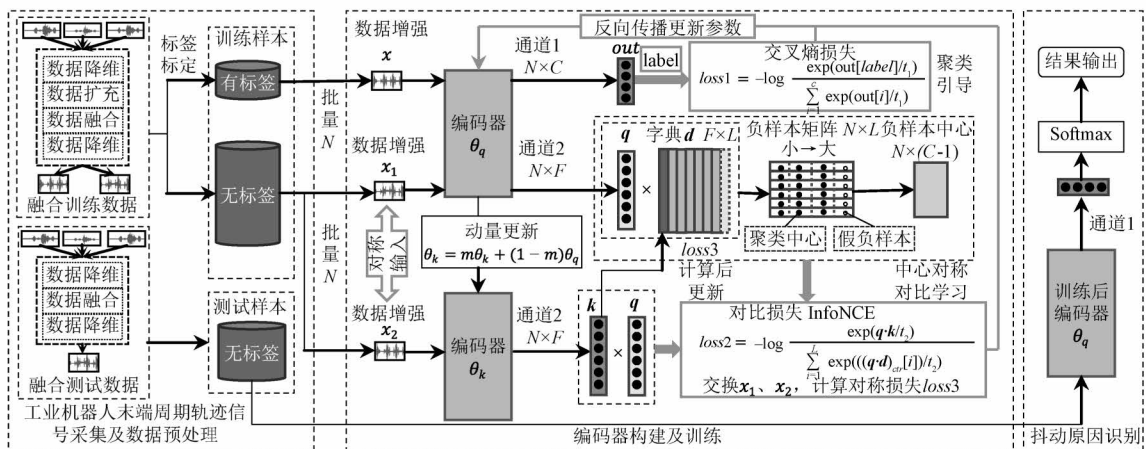 数据降维
数据扩充
数据融合
数据降维
融合训练数据
数据降维
数据融合
数据降维
融合测试数据
标签
标定
训练样本
有标签
无标签
测试样本
无标签
工业机器人末端周期轨迹信
号采集及数据预处理
批量
N
批量
N
数据增强
x
数据增强
x₁
对称
输入
数据增强
x₂
编码器
θq
动量更新
θk = mθk + (1 − m)θq
编码器
θk
反向传播更新参数
通道1
N×C
out
label
交叉熵损失
loss1 = −log exp(out[label]/t₁) / ∑ i=1 c exp(out[i]/t₁)
聚类
引导
通道2
N×F
q
×
字典d F×L
负样本矩阵 N×L
小→大
负样本中心
N×(C-1)
聚类中心
假负样本
loss3
计算后
更新
中心对称
对比学习
通道2
N×F
k
×
q
对比损失 InfoNCE
loss2 = −log exp(q·k/t₂) / ∑ i=1 L exp(((q·d)ctr[i])/t₂)
交换x₁、x₂，计算对称损失loss3
编码器构建及训练
结果输出
Softmax
通道1
训练后
编码器
θq
抖动原因识别